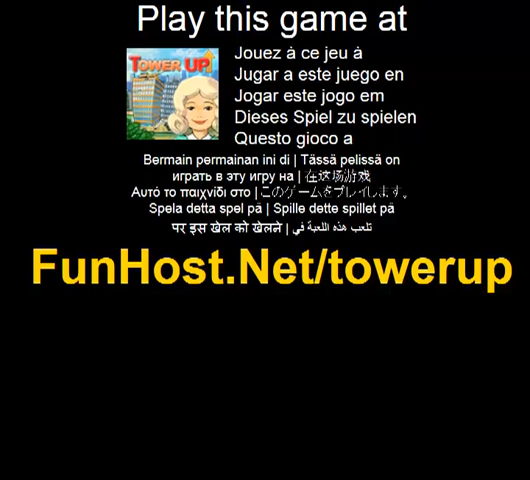 Play this game at
TOWER UP!
Jouez à ce jeu à
Jugar a este juego en
Jogar este jogo em
Dieses Spiel zu spielen
Questo gioco a
Bermain permainan ini di | Tässä pelissä on
играть в эту игру на | 在这场游戏
Αυτό το παιχνίδι στο | このゲームをプレイします。
Spela detta spel på | Spille dette spillet på
पर इस खेल को खेलने | تلعب هذه اللعبة في
FunHost.Net/towerup